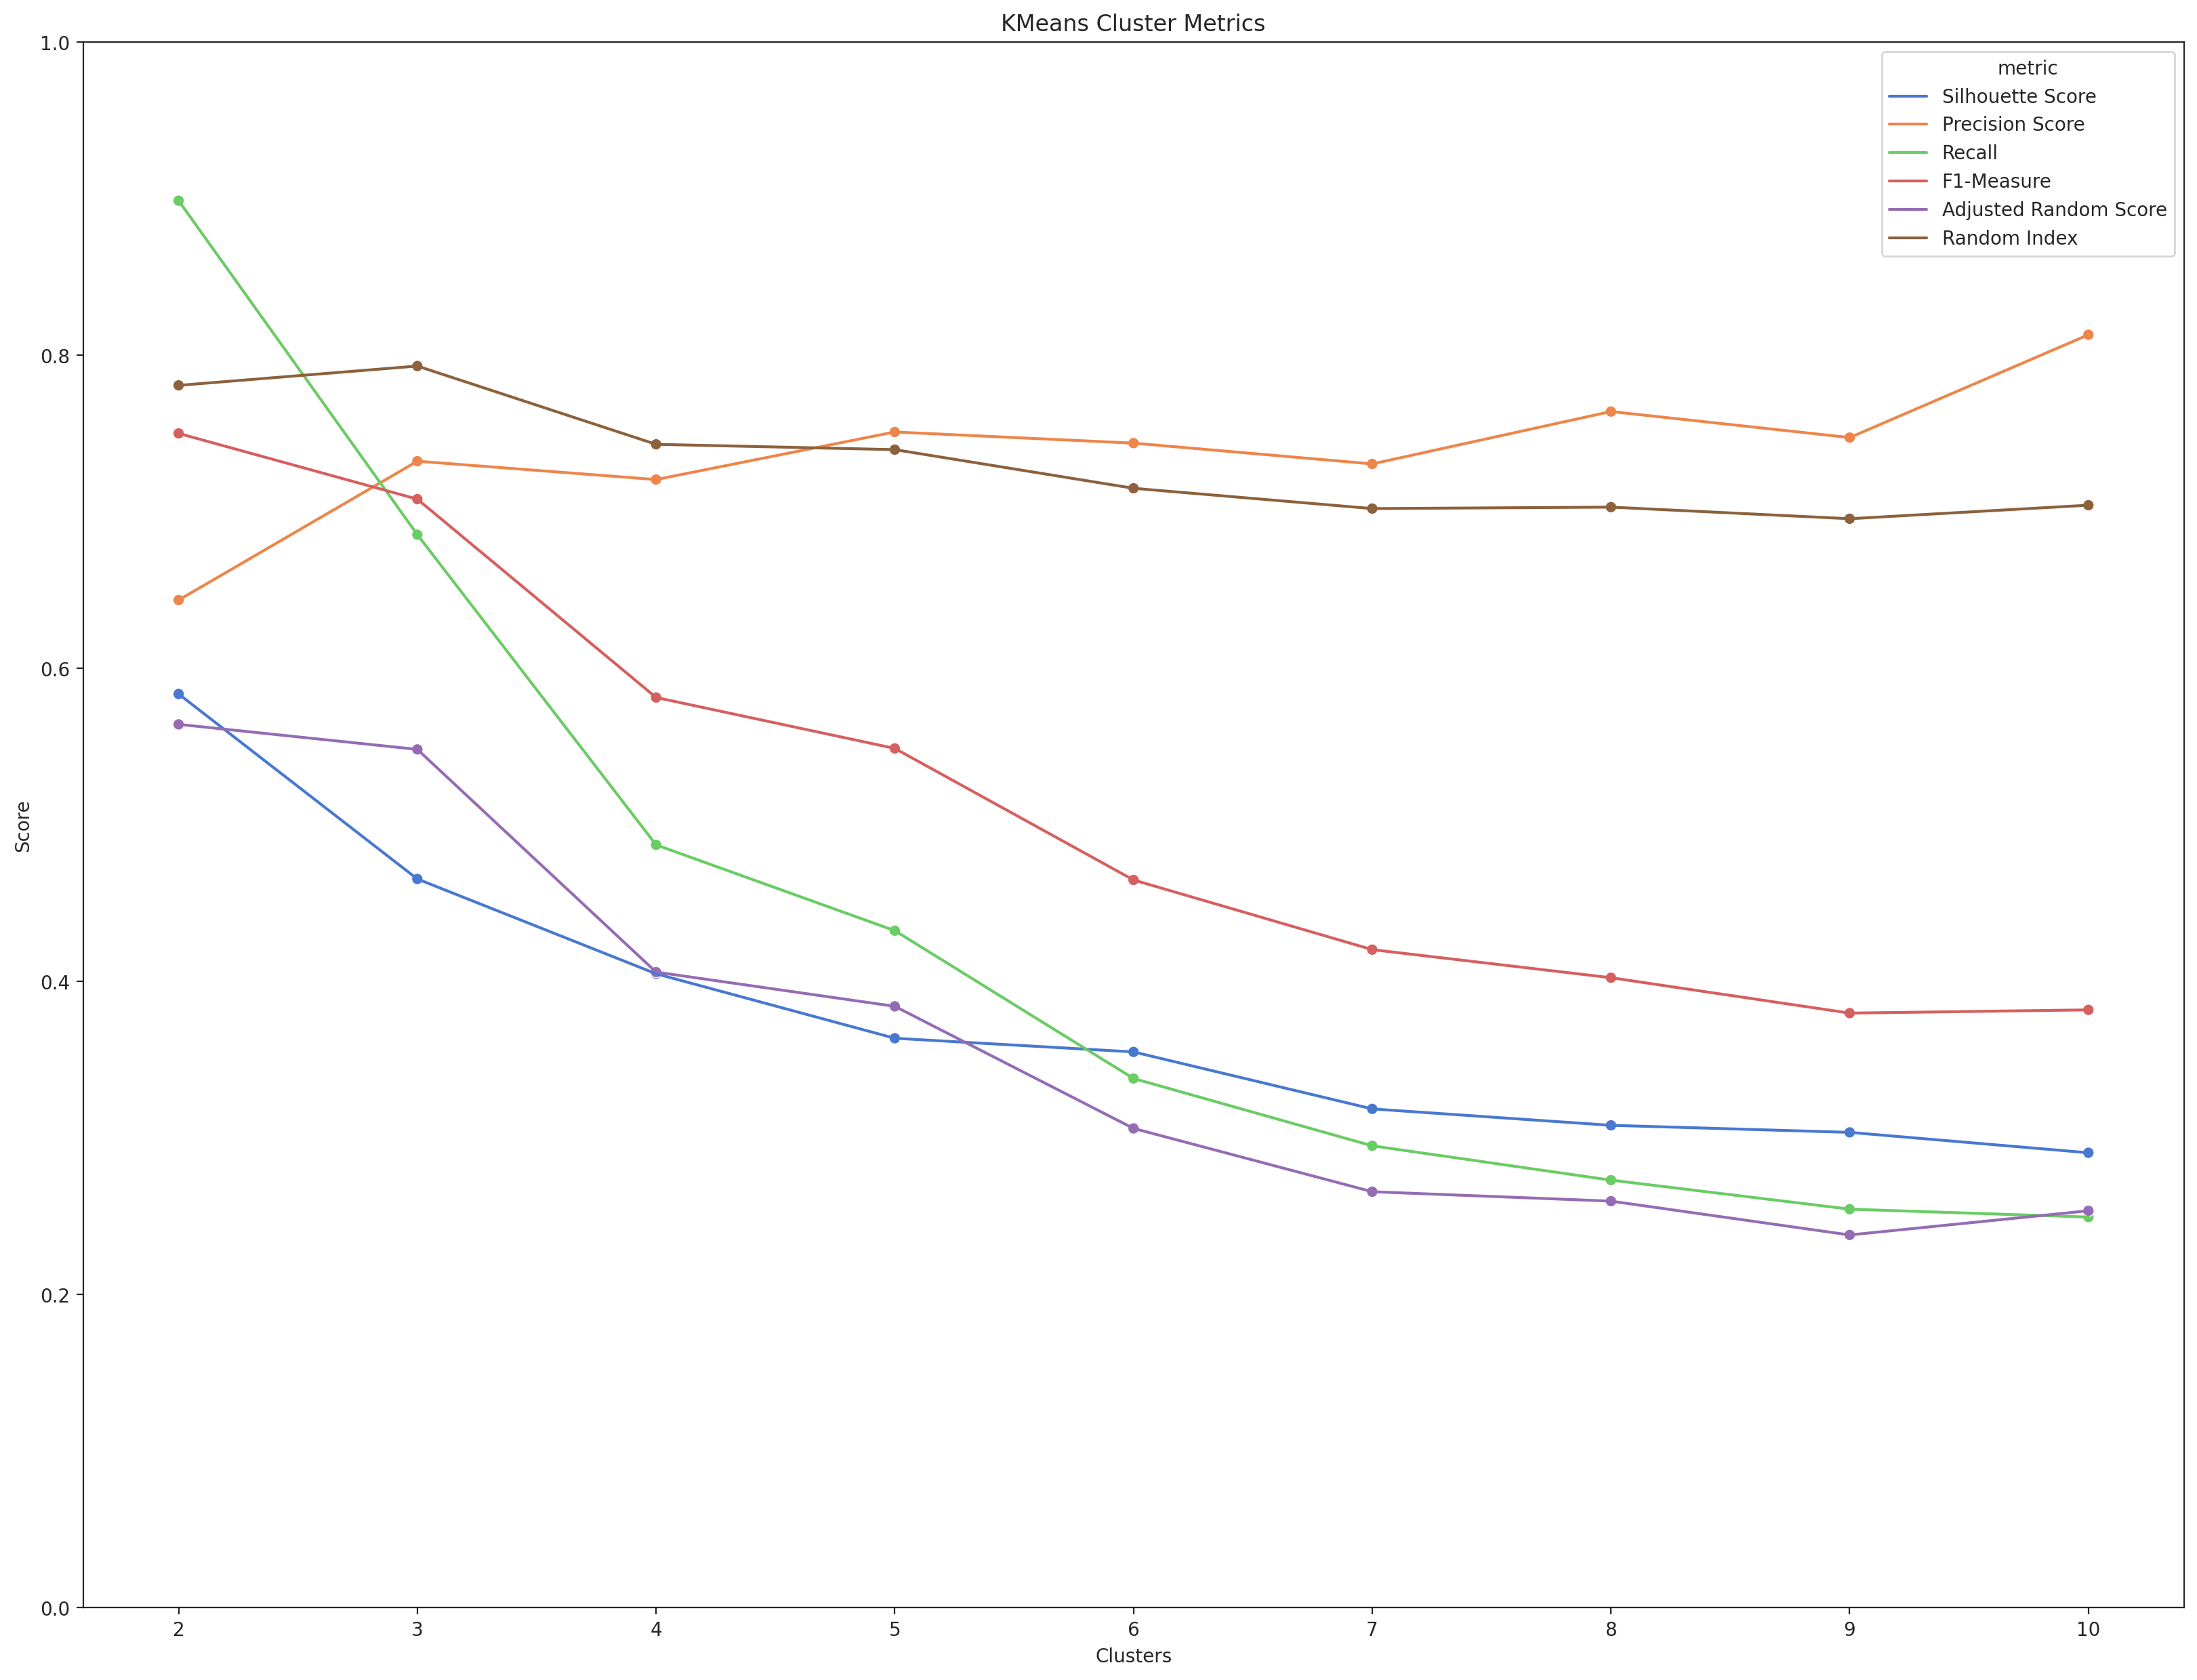 KMeans Cluster Metrics
metric
Silhouette Score
Precision Score
Recall
F1-Measure
Adjusted Random Score
Random Index
Score
1.0
0.8
0.6
0.4
0.2
0.0
2 3 4 5 6 7 8 9 10
Clusters